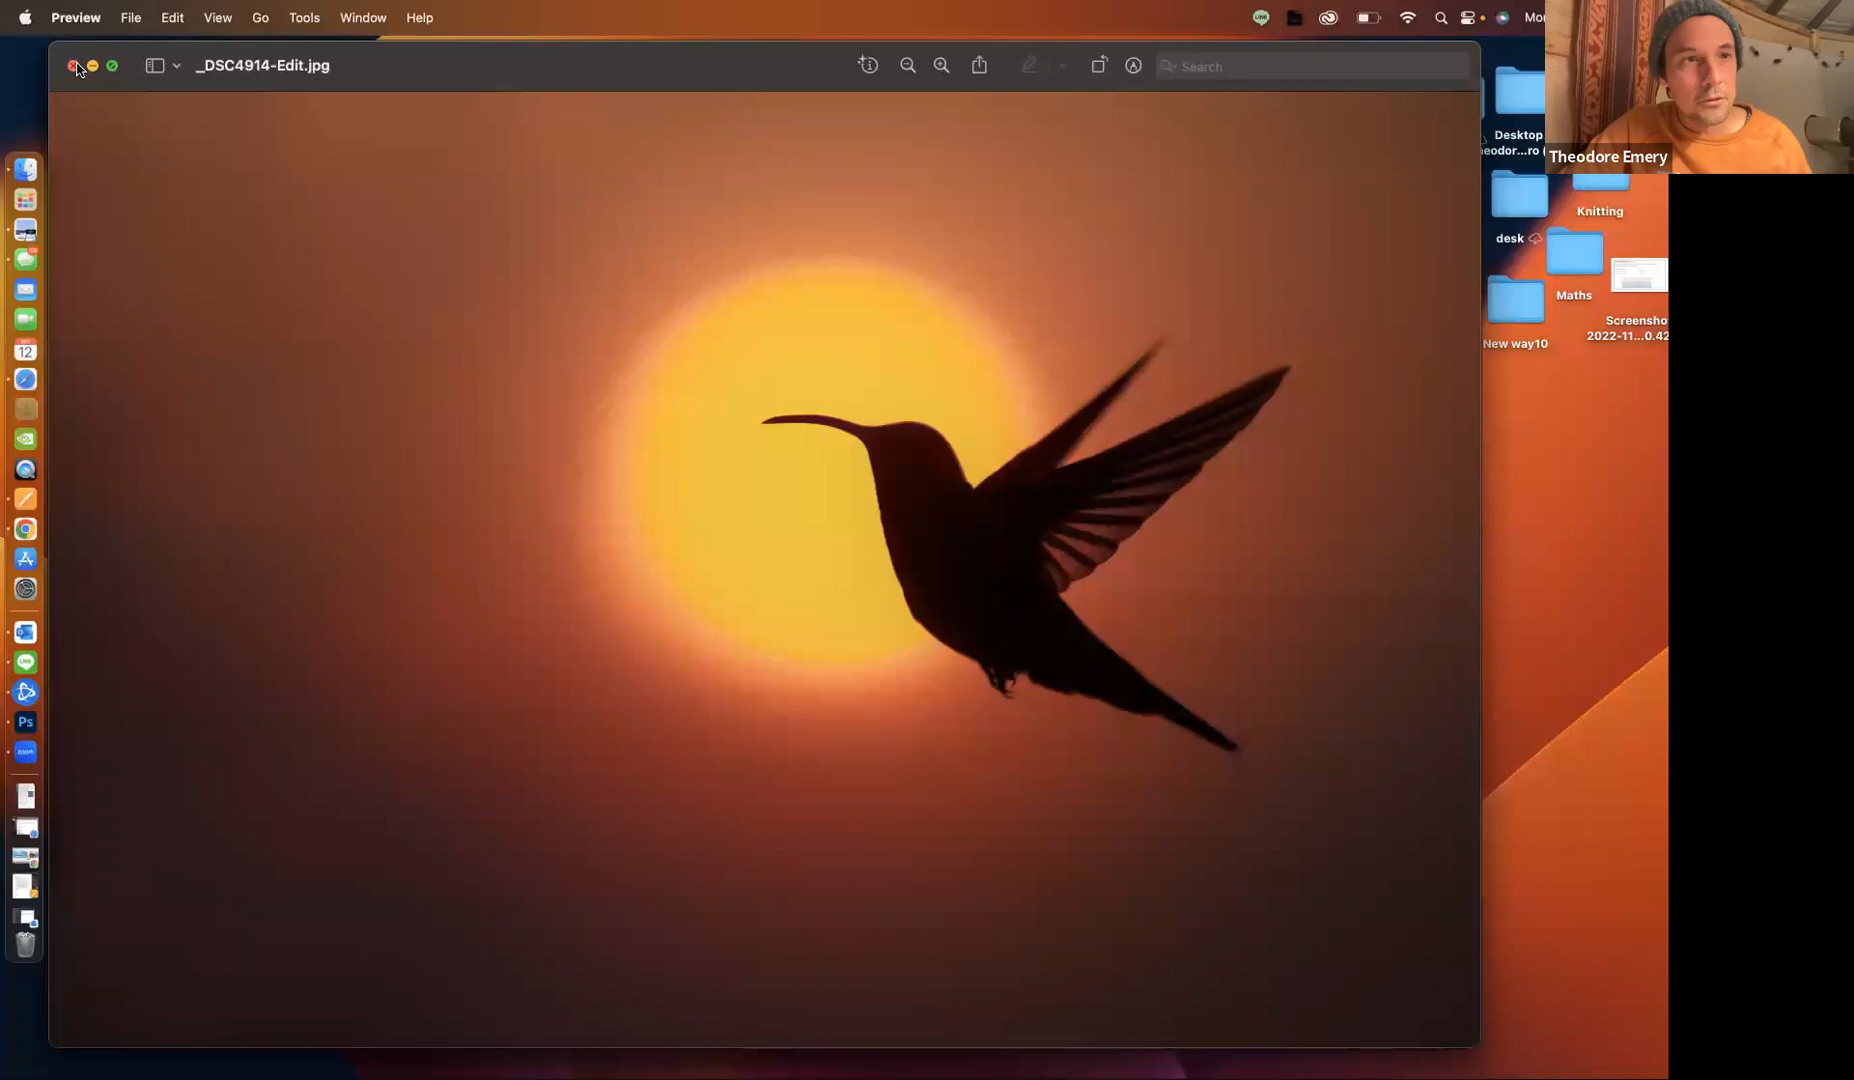 Preview File Edit View Go Tools Window Help
_DSC4914-Edit.jpg
Search
Theodore Emery
Desktop
Knitting
desk
Maths
12
Screensho
2022-11...0.42
New way10
Ps
zoom